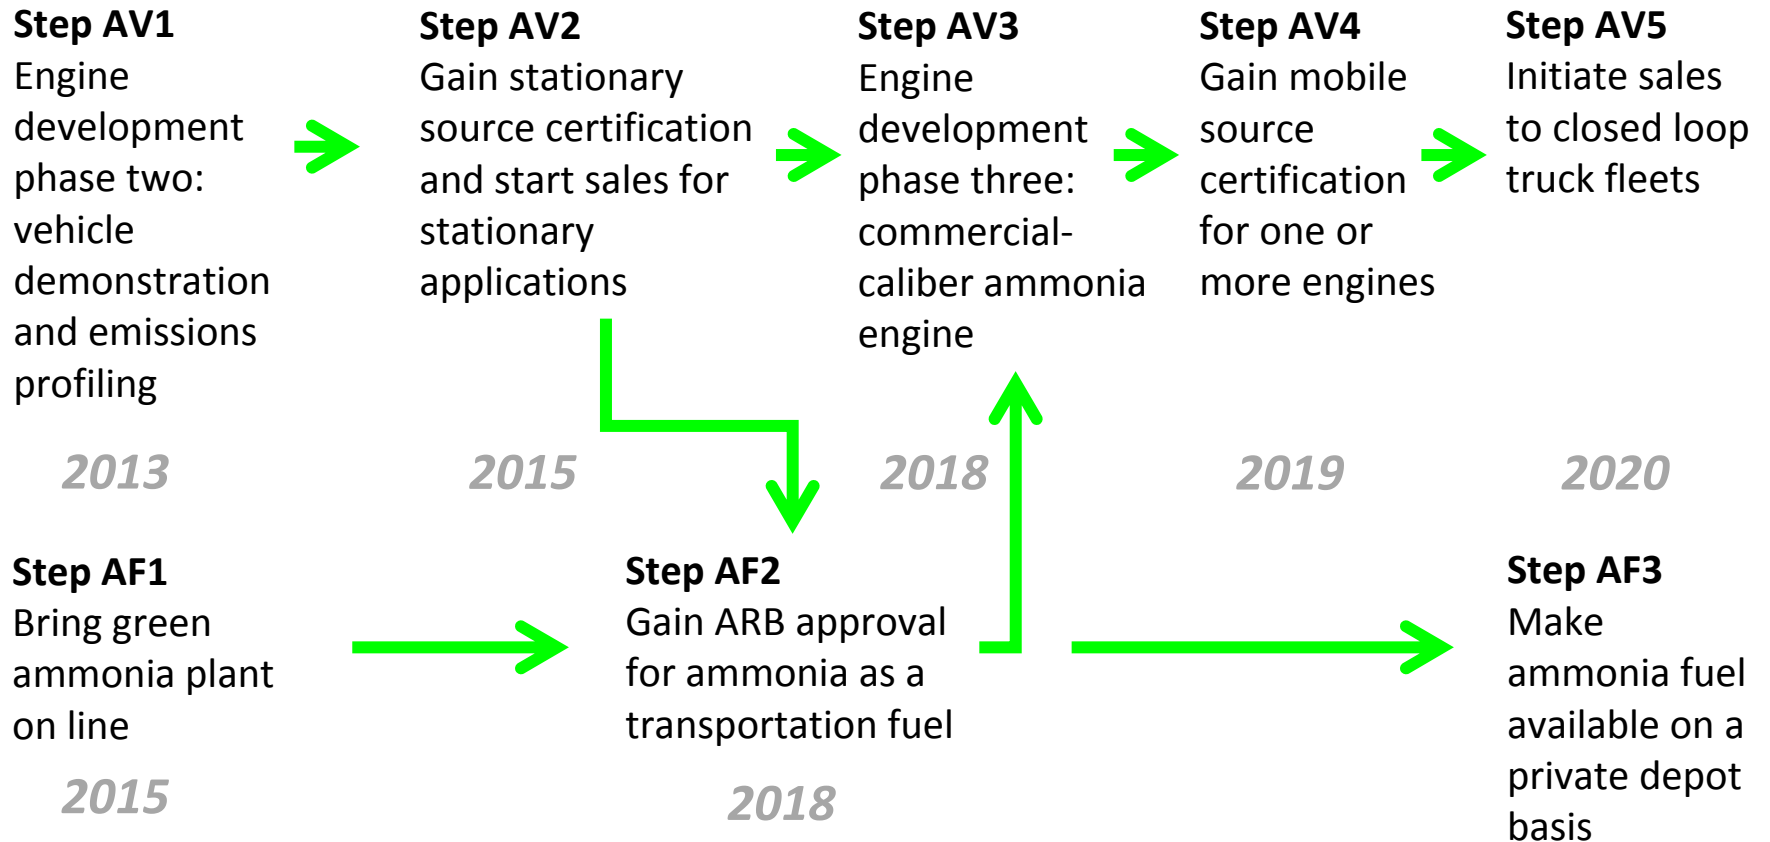 Step AV1
Engine
development
phase two:
vehicle
demonstration
and emissions
profiling
2013
Step AV2
Gain stationary
source certification
and start sales for
stationary
applications
2015
Step AV3
Engine
development
phase three:
commercial-
caliber ammonia
engine
2018
Step AV4
Gain mobile
source
certification
for one or
more engines
2019
Step AV5
Initiate sales
to closed loop
truck fleets
2020
Step AF1
Bring green
ammonia plant
on line
2015
Step AF2
Gain ARB approval
for ammonia as a
transportation fuel
2018
Step AF3
Make
ammonia fuel
available on a
private depot
basis